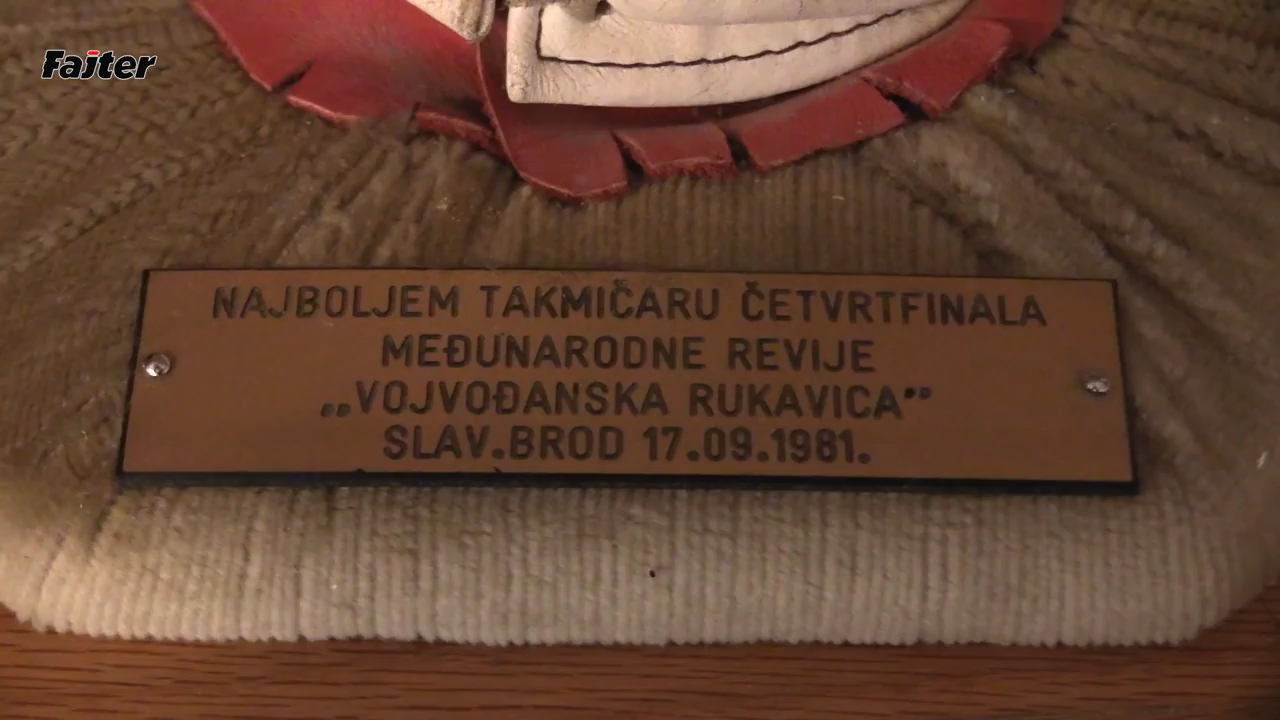 Fajter
NAJBOLJEM TAKMIČARU ČETVRTFINALA
MEĐUNARODNE REVIJE
„VOJVOĐANSKA RUKAVICA”
SLAV.BROD 17.09.1981.